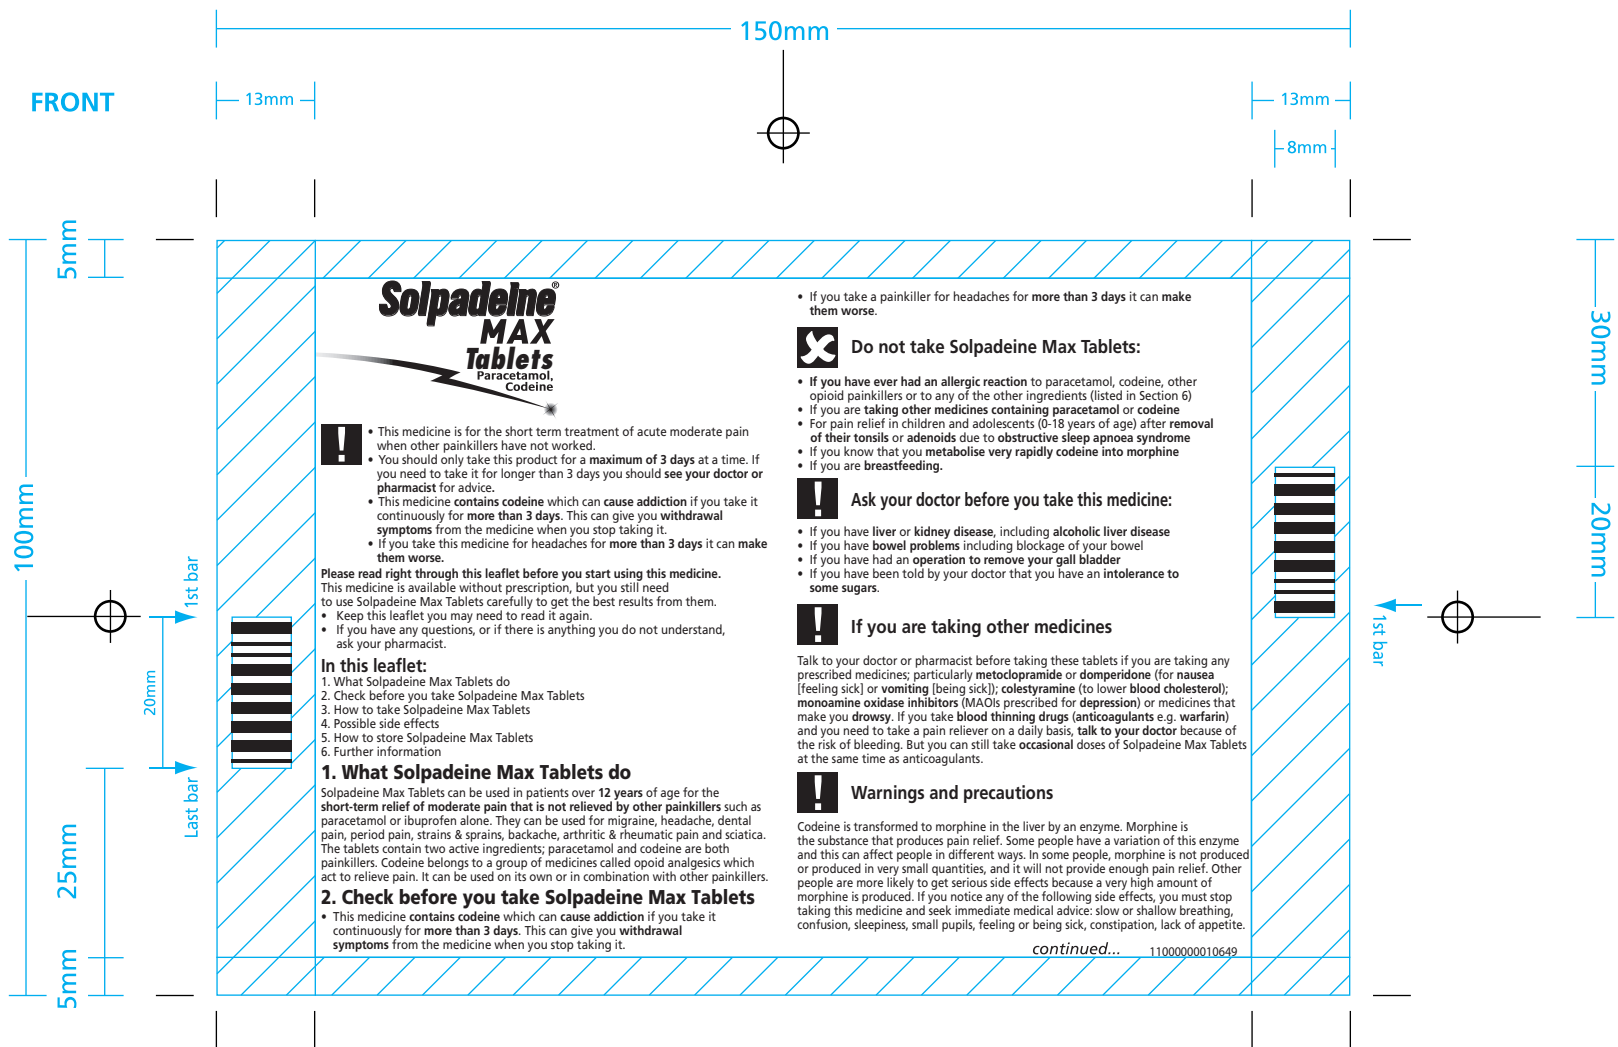 150mm
FRONT
13mm
13mm
8mm
5mm
100mm
1st bar
20mm
Last bar
25mm
5mm
Solpadeine®
MAX
Tablets
Paracetamol,
Codeine
! • This medicine is for the short term treatment of acute moderate pain
when other painkillers have not worked.
• You should only take this product for a maximum of 3 days at a time. If
you need to take it for longer than 3 days you should see your doctor or
pharmacist for advice.
• This medicine contains codeine which can cause addiction if you take it
continuously for more than 3 days. This can give you withdrawal
symptoms from the medicine when you stop taking it.
• If you take this medicine for headaches for more than 3 days it can make
them worse.
Please read right through this leaflet before you start using this medicine.
This medicine is available without prescription, but you still need
to use Solpadeine Max Tablets carefully to get the best results from them.
• Keep this leaflet you may need to read it again.
• If you have any questions, or if there is anything you do not understand,
ask your pharmacist.
In this leaflet:
1. What Solpadeine Max Tablets do
2. Check before you take Solpadeine Max Tablets
3. How to take Solpadeine Max Tablets
4. Possible side effects
5. How to store Solpadeine Max Tablets
6. Further information
1. What Solpadeine Max Tablets do
Solpadeine Max Tablets can be used in patients over 12 years of age for the
short-term relief of moderate pain that is not relieved by other painkillers such as
paracetamol or ibuprofen alone. They can be used for migraine, headache, dental
pain, period pain, strains & sprains, backache, arthritic & rheumatic pain and sciatica.
The tablets contain two active ingredients; paracetamol and codeine are both
painkillers. Codeine belongs to a group of medicines called opoid analgesics which
act to relieve pain. It can be used on its own or in combination with other painkillers.
2. Check before you take Solpadeine Max Tablets
• This medicine contains codeine which can cause addiction if you take it
continuously for more than 3 days. This can give you withdrawal
symptoms from the medicine when you stop taking it.
• If you take a painkiller for headaches for more than 3 days it can make
them worse.
Do not take Solpadeine Max Tablets:
• If you have ever had an allergic reaction to paracetamol, codeine, other
opioid painkillers or to any of the other ingredients (listed in Section 6)
• If you are taking other medicines containing paracetamol or codeine
• For pain relief in children and adolescents (0-18 years of age) after removal
of their tonsils or adenoids due to obstructive sleep apnoea syndrome
• If you know that you metabolise very rapidly codeine into morphine
• If you are breastfeeding.
! Ask your doctor before you take this medicine:
• If you have liver or kidney disease, including alcoholic liver disease
• If you have bowel problems including blockage of your bowel
• If you have had an operation to remove your gall bladder
• If you have been told by your doctor that you have an intolerance to
some sugars.
! If you are taking other medicines
Talk to your doctor or pharmacist before taking these tablets if you are taking any
prescribed medicines; particularly metoclopramide or domperidone (for nausea
[feeling sick] or vomiting [being sick]); colestyramine (to lower blood cholesterol);
monoamine oxidase inhibitors (MAOIs prescribed for depression) or medicines that
make you drowsy. If you take blood thinning drugs (anticoagulants e.g. warfarin)
and you need to take a pain reliever on a daily basis, talk to your doctor because of
the risk of bleeding. But you can still take occasional doses of Solpadeine Max Tablets
at the same time as anticoagulants.
! Warnings and precautions
Codeine is transformed to morphine in the liver by an enzyme. Morphine is
the substance that produces pain relief. Some people have a variation of this enzyme
and this can affect people in different ways. In some people, morphine is not produced
or produced in very small quantities, and it will not provide enough pain relief. Other
people are more likely to get serious side effects because a very high amount of
morphine is produced. If you notice any of the following side effects, you must stop
taking this medicine and seek immediate medical advice: slow or shallow breathing,
confusion, sleepiness, small pupils, feeling or being sick, constipation, lack of appetite.
continued... 11000000010649
30mm
20mm
1st bar